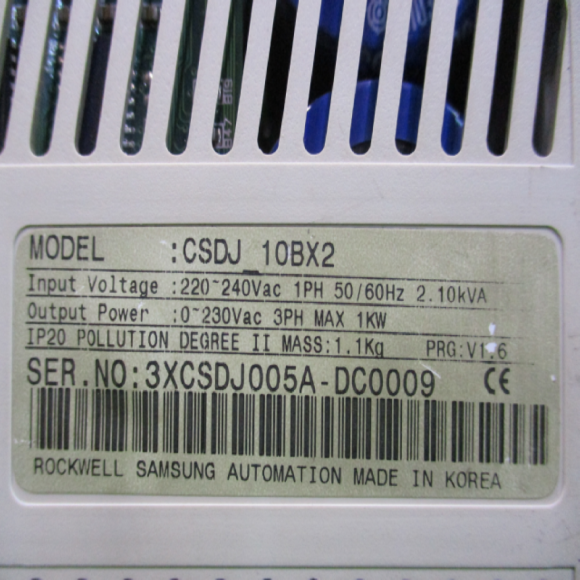 MODEL :CSDJ 10BX2
Input Voltage :220~240Vac 1PH 50/60Hz 2.10kVA
Output Power :0~230Vac 3PH MAX 1KW
IP20 POLLUTION DEGREE II MASS:1.1Kg PRG:V1.6
SER.NO:3XCSDJ005A-DC0009 CE
ROCKWELL SAMSUNG AUTOMATION MADE IN KOREA